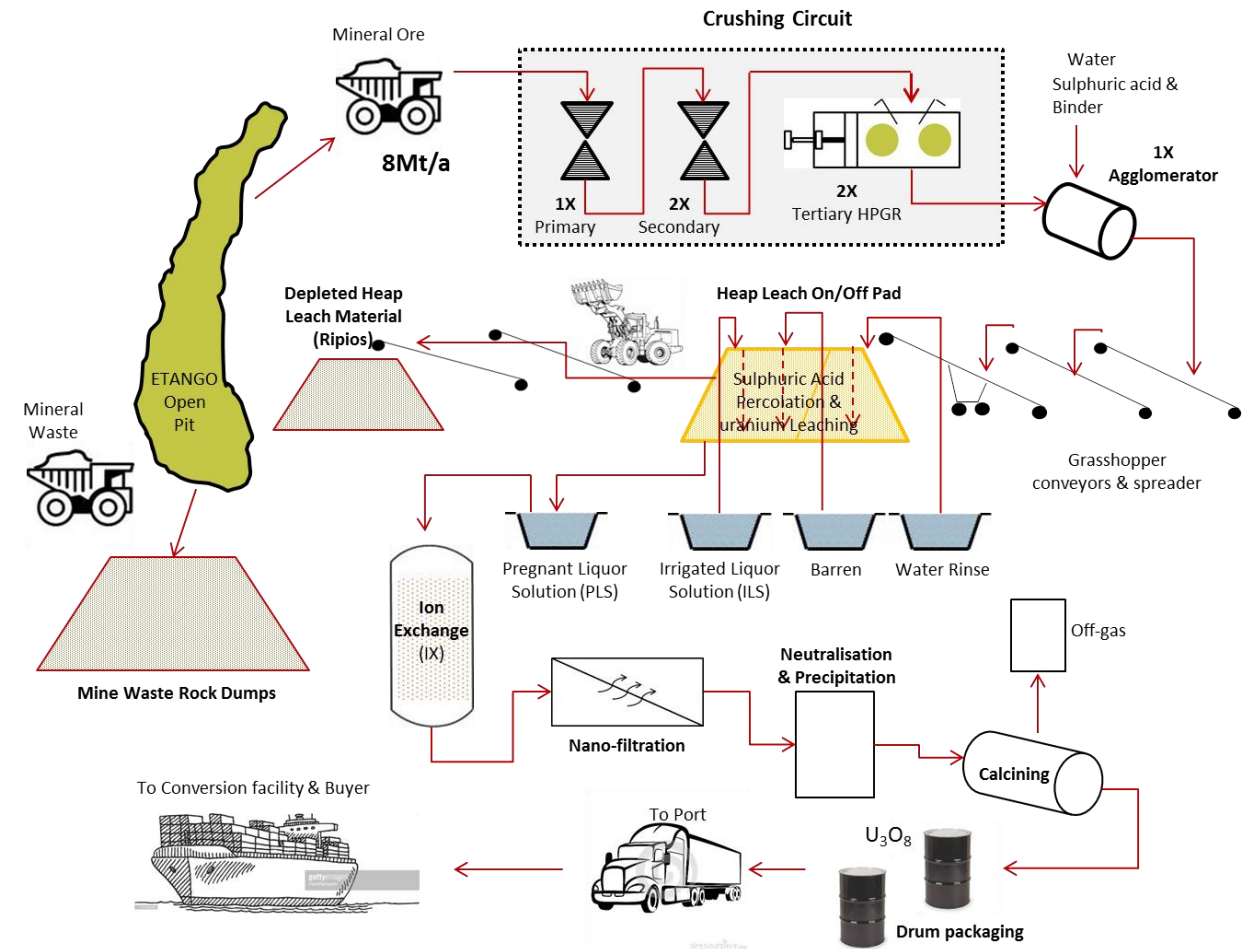 Crushing Circuit
Mineral Ore
8Mt/a
1X
Primary
2X
Secondary
2X
Tertiary HPGR
Water
Sulphuric acid &
Binder
1X
Agglomerator
Depleted Heap
Leach Material
(Ripios)
Heap Leach On/Off Pad
Sulphuric Acid
Percolation &
uranium Leaching
Grasshopper
conveyors & spreader
ETANGO
Open
Pit
Mineral
Waste
Mine Waste Rock Dumps
Pregnant Liquor
Solution (PLS)
Irrigated Liquor
Solution (ILS)
Barren
Water Rinse
Ion
Exchange
(IX)
Nano-filtration
Neutralisation
& Precipitation
Off-gas
Calcining
To Conversion facility & Buyer
gettyimages
To Port
U₃O₈
Drum packaging